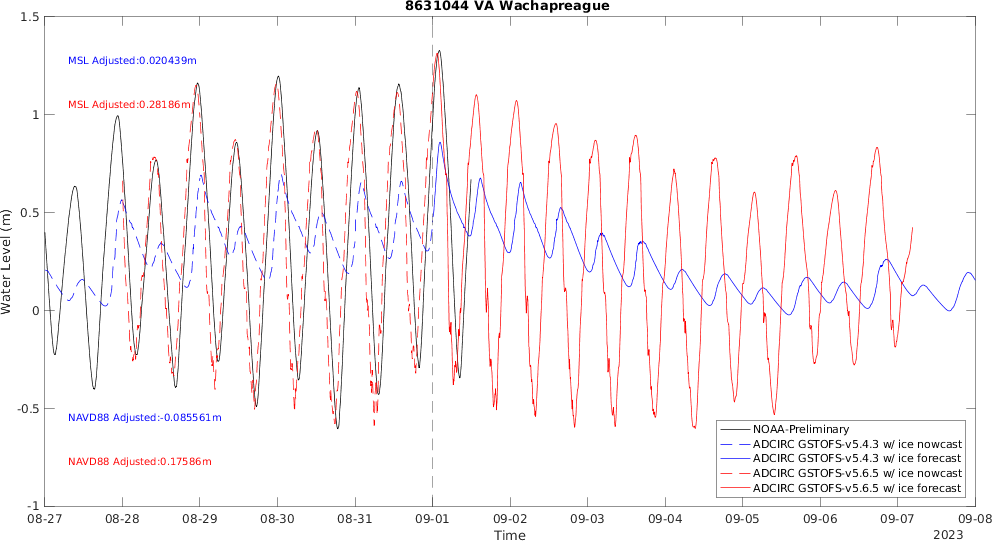 8631044 VA Wachapreague
1.5
MSL Adjusted:0.020439m
MSL Adjusted:0.28186m
1
0.5
Water Level (m)
0
-0.5
NAVD88 Adjusted:-0.085561m
NAVD88 Adjusted:0.17586m
NOAA-Preliminary
ADCIRC GSTOFS-v5.4.3 w/ ice nowcast
ADCIRC GSTOFS-v5.4.3 w/ ice forecast
ADCIRC GSTOFS-v5.6.5 w/ ice nowcast
ADCIRC GSTOFS-v5.6.5 w/ ice forecast
-1
08-27 08-28 08-29 08-30 08-31 09-01 09-02 09-03 09-04 09-05 09-06 09-07 09-08
Time
2023